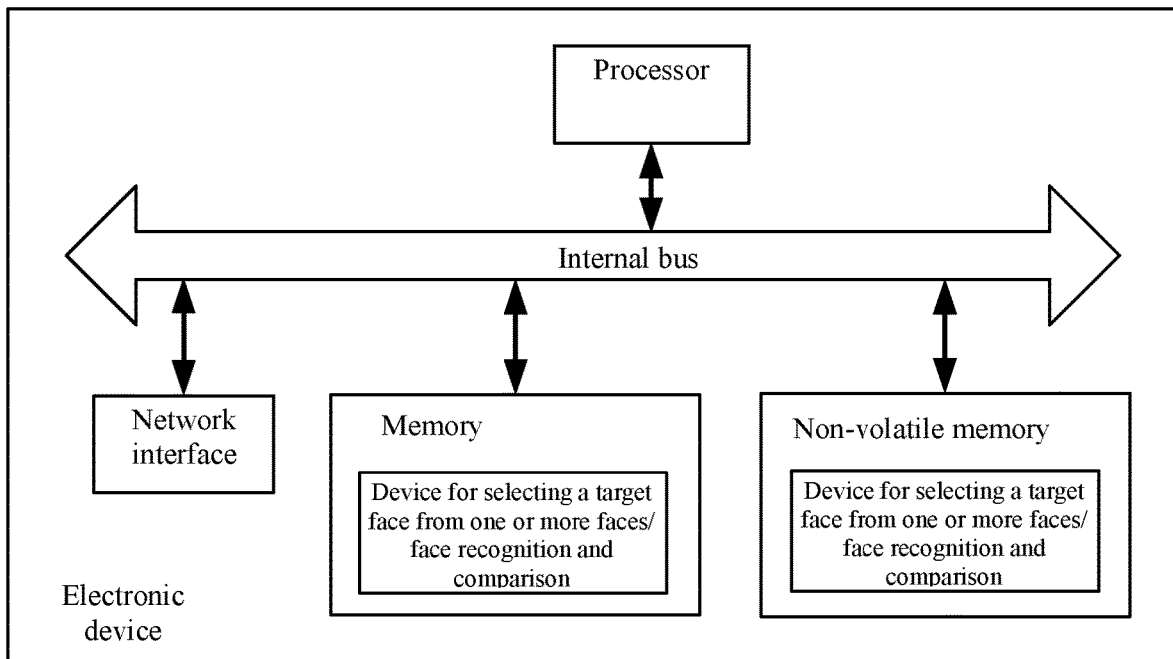 Processor
Internal bus
Network
interface
Memory
Device for selecting a target
face from one or more faces/
face recognition and
comparison
Non-volatile memory
Device for selecting a target
face from one or more faces/
face recognition and
comparison
Electronic
device